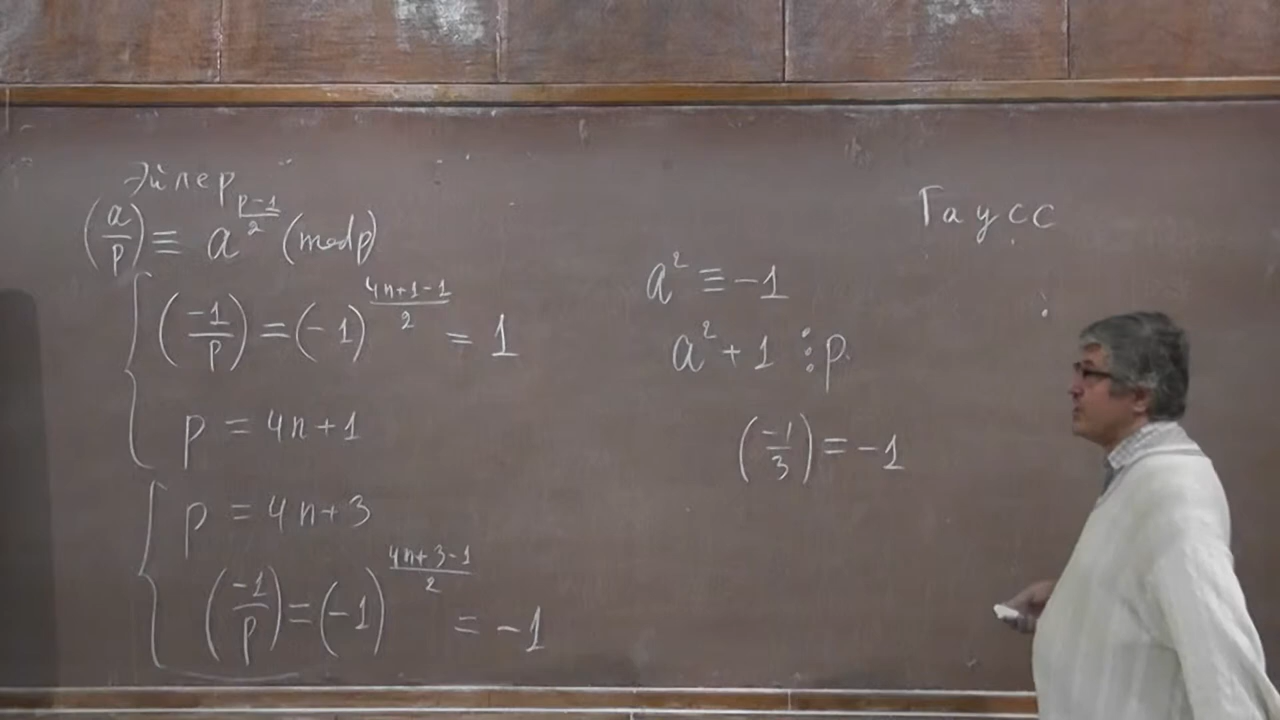 Эйлер
(a/p) ≡ a^((p-1)/2) (mod p)
(-1/p) = (-1)^((4n+1-1)/2) = 1
p = 4n+1
p = 4n+3
(-1/p) = (-1)^((4n+3-1)/2) = -1
a² ≡ -1
a² + 1 ⋮ p
(-1/3) = -1
Гаусс